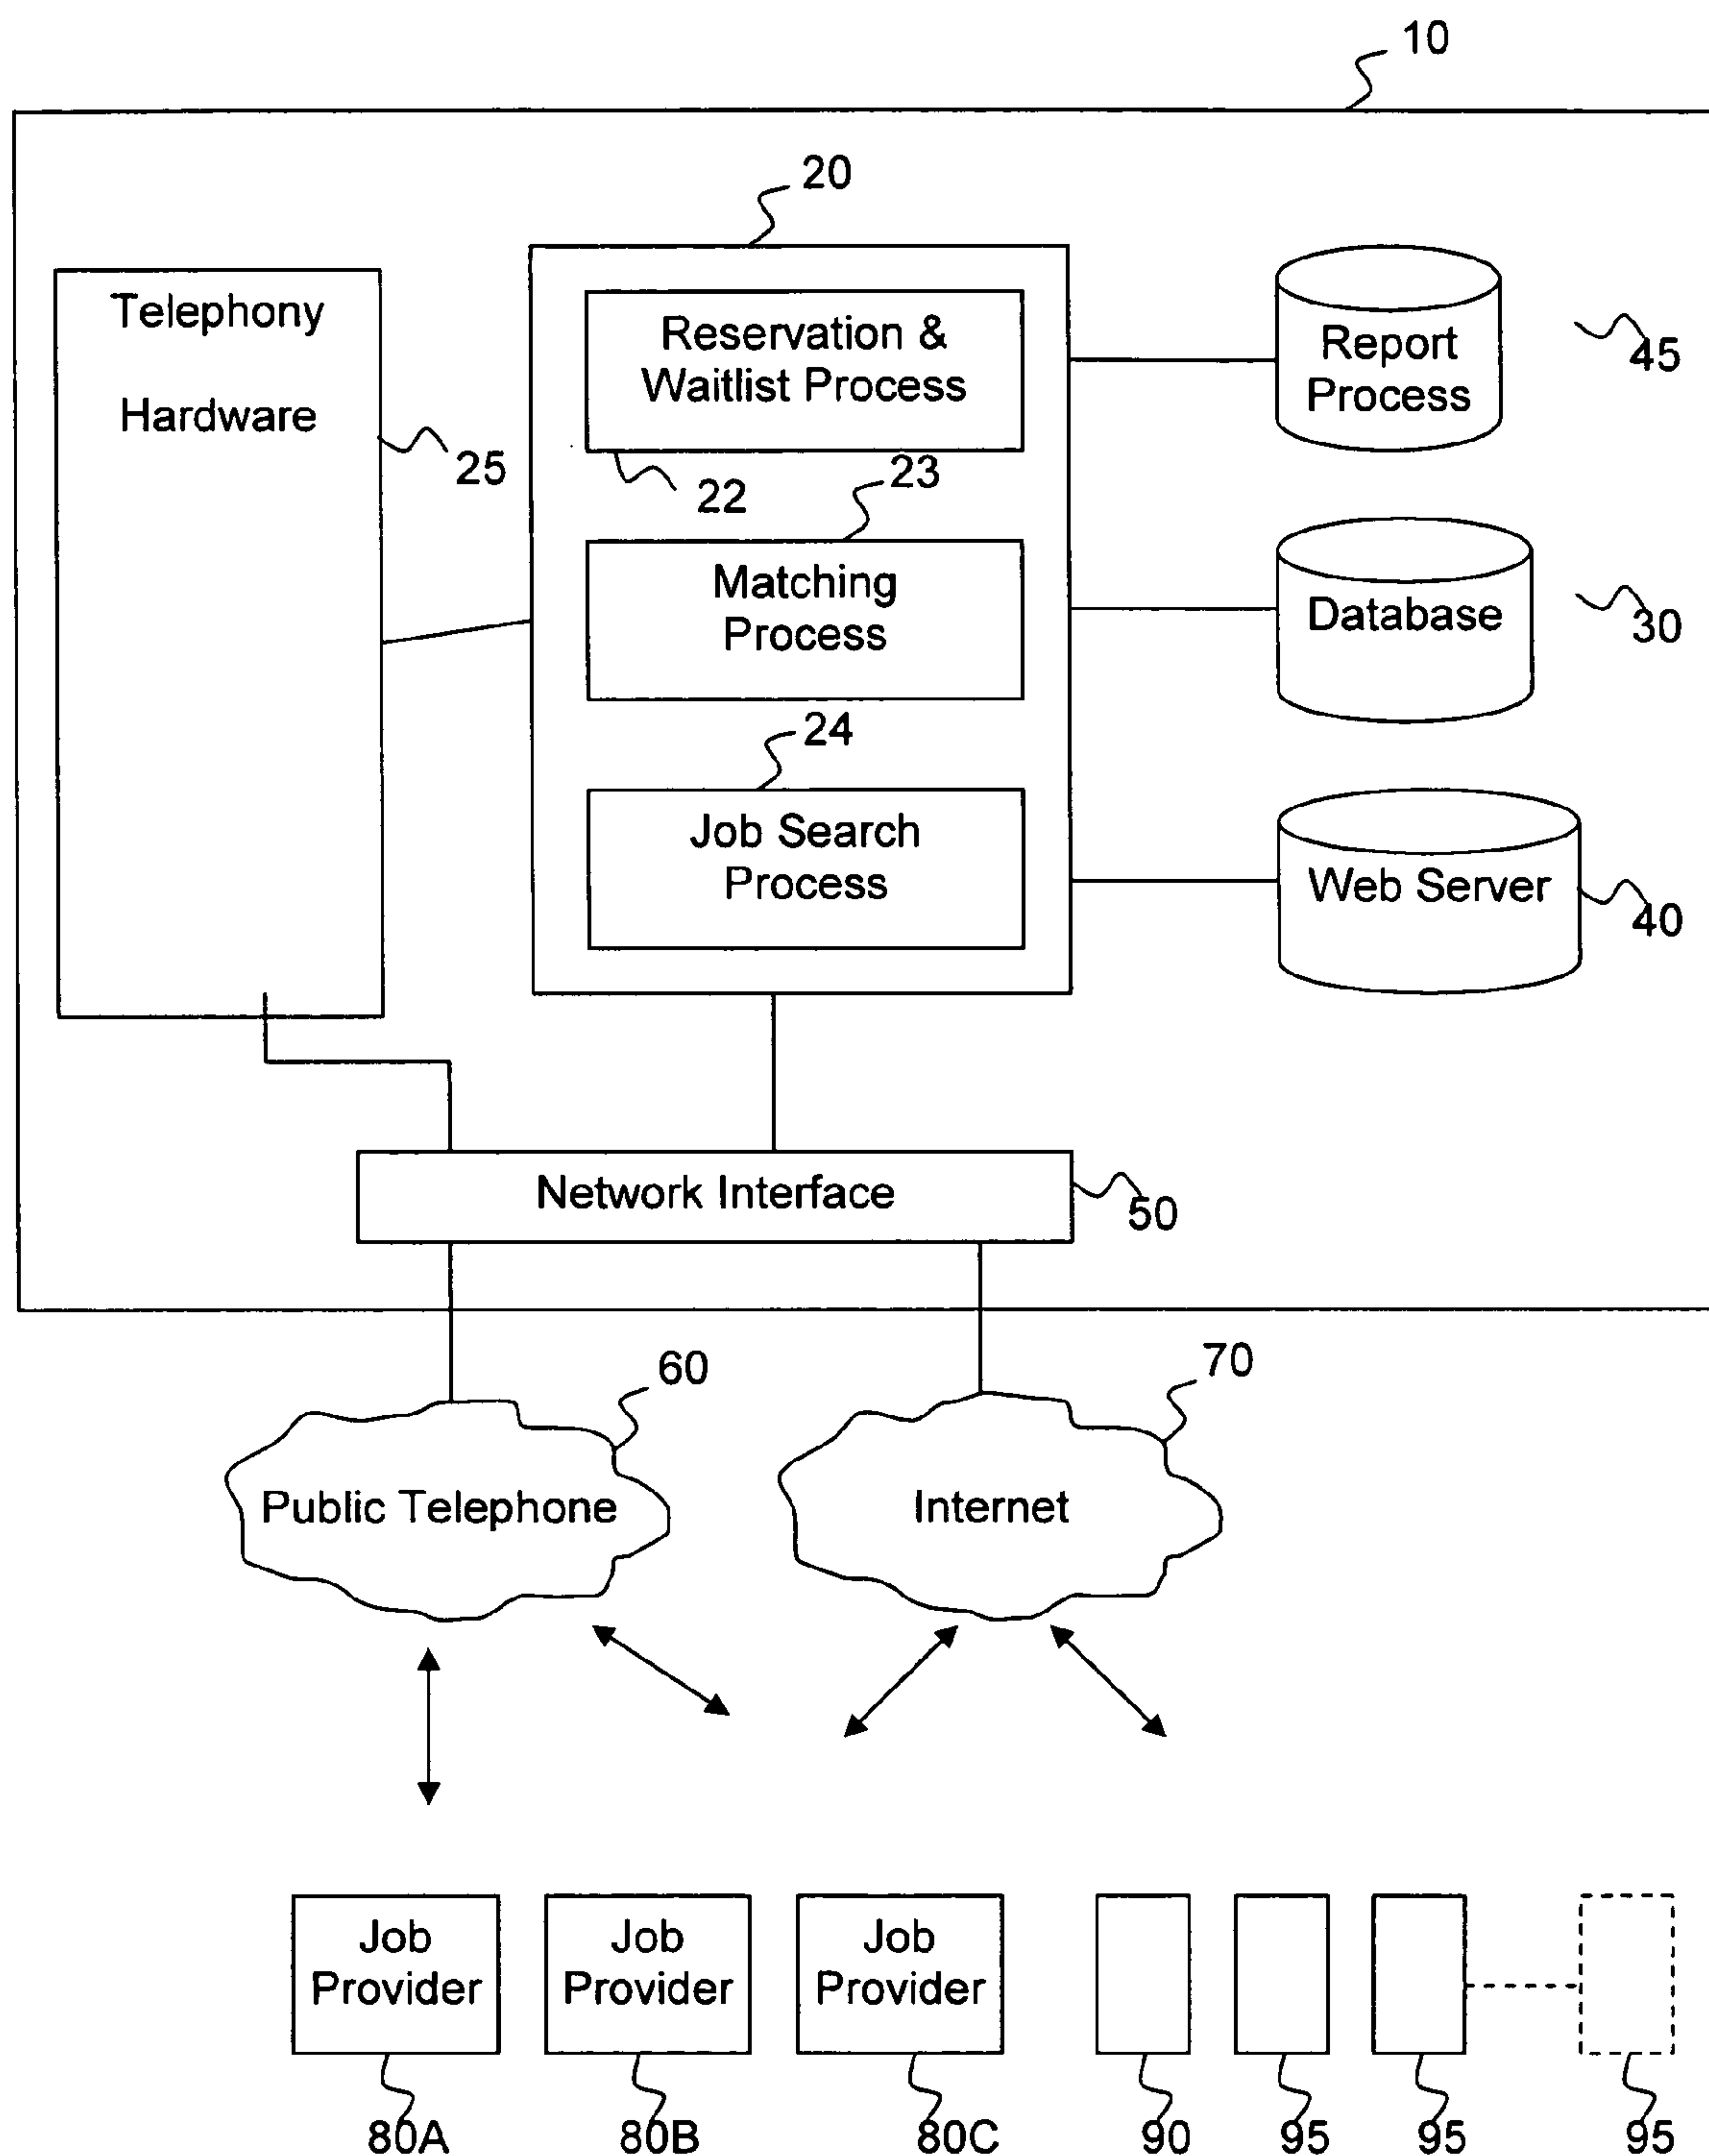 10
20
Telephony
Hardware
25
Reservation &
Waitlist Process
22
23
Matching
Process
24
Job Search
Process
Report
Process
45
Database
30
Web Server
40
Network Interface
50
60
70
Public Telephone
Internet
Job
Provider
Job
Provider
Job
Provider
80A
80B
80C
90
95
95
95